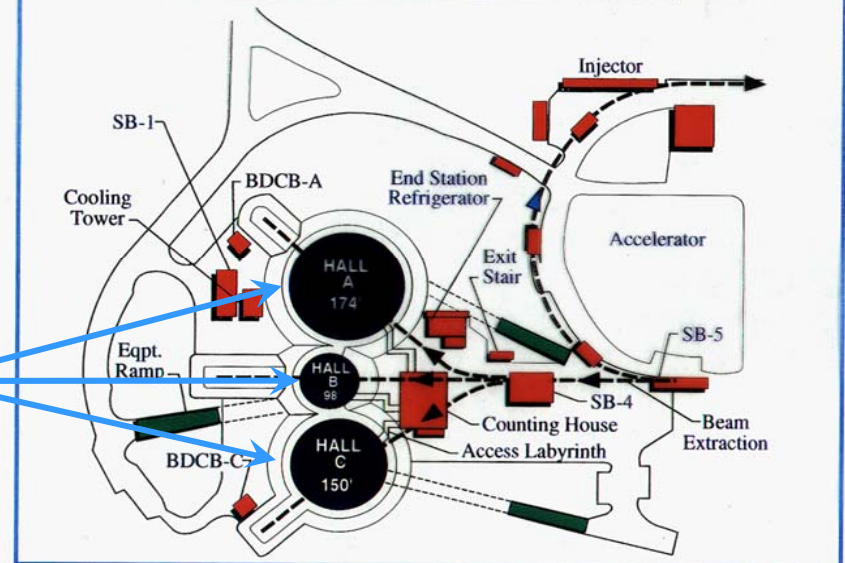 Injector
SB-1
BDCB-A
End Station
Refrigerator
Cooling
Tower
Accelerator
Exit
Stair
HALL
A
174'
SB-5
Eqpt.
Ramp
HALL
B
98
SB-4
Counting House
Beam
Extraction
Access Labyrinth
BDCB-C
HALL
C
150'